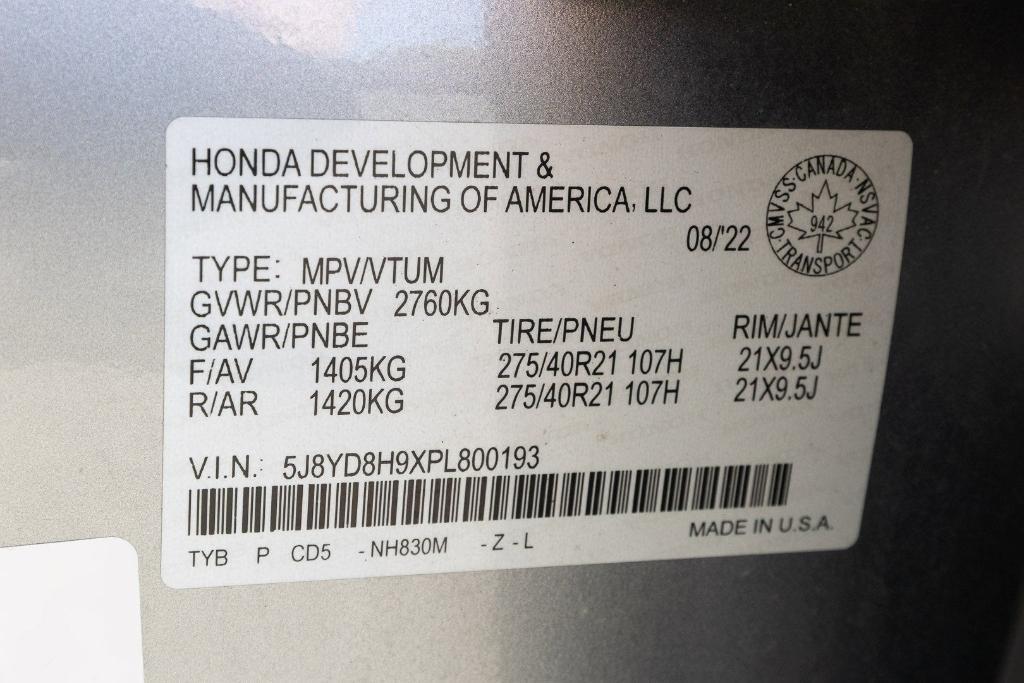 HONDA DEVELOPMENT &
MANUFACTURING OF AMERICA, LLC
08/'22
CMVSS·CANADA·NSVAC·TRANSPORT·
942
TYPE: MPV/VTUM
GVWR/PNBV 2760KG
GAWR/PNBE TIRE/PNEU RIM/JANTE
F/AV 1405KG 275/40R21 107H 21X9.5J
R/AR 1420KG 275/40R21 107H 21X9.5J
V.I.N.: 5J8YD8H9XPL800193
TYB P CD5 -NH830M -Z-L MADE IN U.S.A.